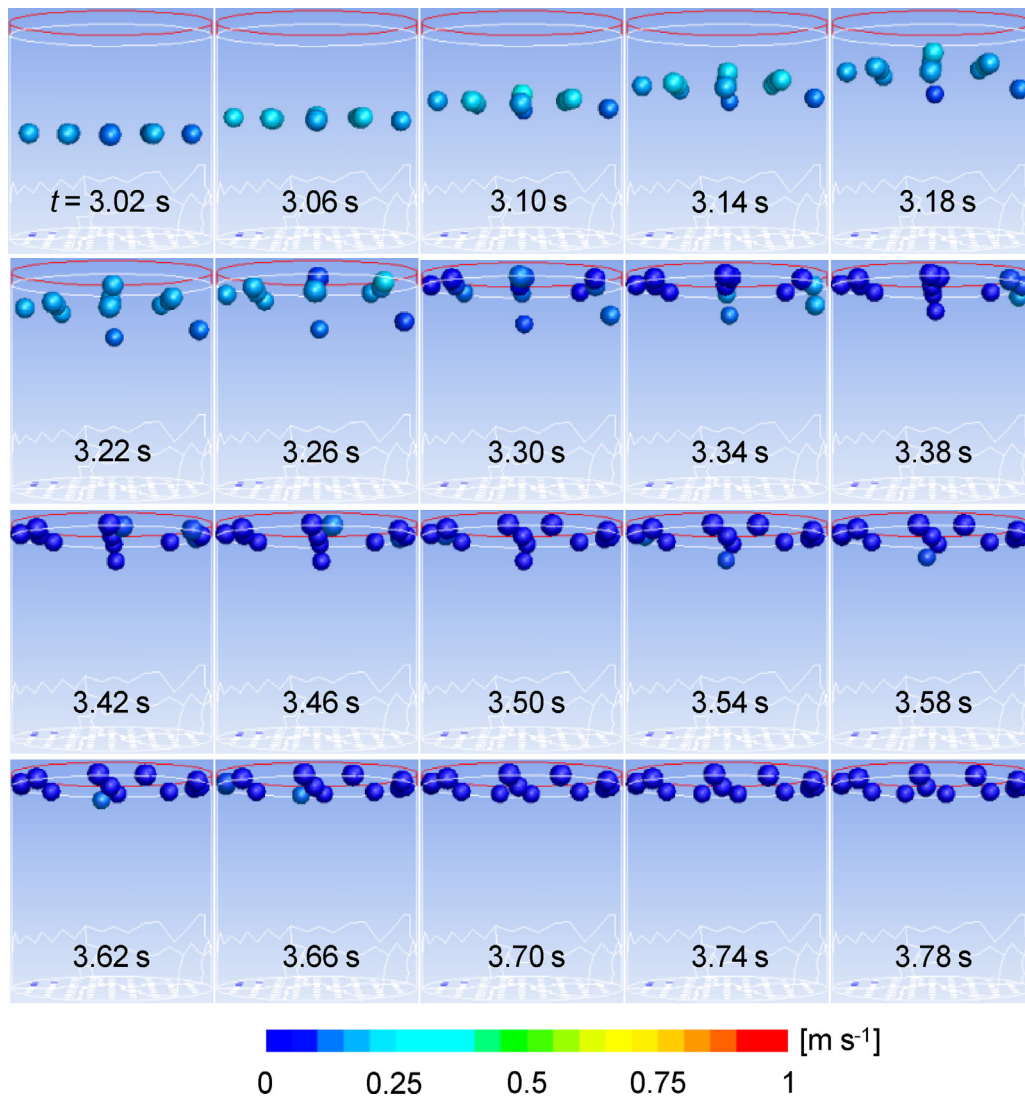 t = 3.02 s 3.06 s 3.10 s 3.14 s 3.18 s
3.22 s 3.26 s 3.30 s 3.34 s 3.38 s
3.42 s 3.46 s 3.50 s 3.54 s 3.58 s
3.62 s 3.66 s 3.70 s 3.74 s 3.78 s
[m s⁻¹]
0 0.25 0.5 0.75 1